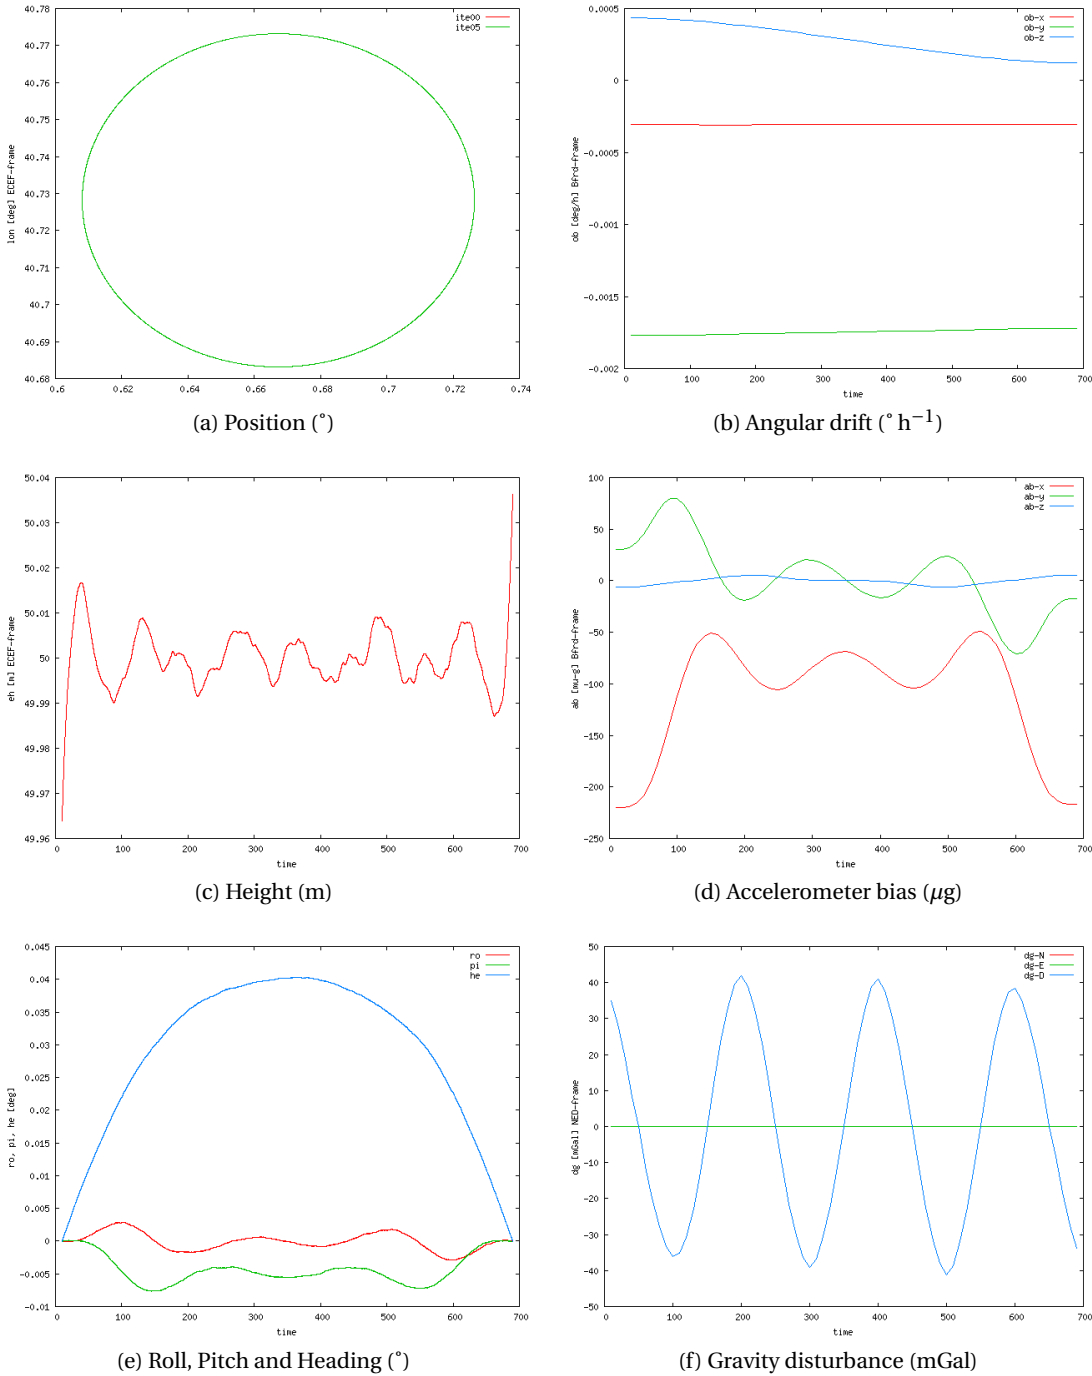 40.78
40.77
40.76
40.75
40.74
40.73
40.72
40.71
40.7
40.69
40.68
lon [deg] ECEF-frame
ite00
ite05
0.6 0.62 0.64 0.66 0.68 0.7 0.72 0.74
(a) Position (°)
0.0005
0
-0.0005
-0.001
-0.0015
-0.002
ob [deg/h] Bfrd-frame
ob-x
ob-y
ob-z
0 100 200 300 400 500 600 700
time
(b) Angular drift (° h−1)
50.04
50.03
50.02
50.01
50
49.99
49.98
49.97
49.96
eh [m] ECEF-frame
0 100 200 300 400 500 600 700
time
(c) Height (m)
100
50
0
-50
-100
-150
-200
-250
ab [mu-g] Bfrd-frame
ab-x
ab-y
ab-z
0 100 200 300 400 500 600 700
time
(d) Accelerometer bias (μg)
0.045
0.04
0.035
0.03
0.025
0.02
0.015
0.01
0.005
0
-0.005
-0.01
ro, pi, he [deg]
ro
pi
he
0 100 200 300 400 500 600 700
time
(e) Roll, Pitch and Heading (°)
50
40
30
20
10
0
-10
-20
-30
-40
-50
dg [mGal] NED-frame
dg-N
dg-E
dg-D
0 100 200 300 400 500 600 700
time
(f) Gravity disturbance (mGal)